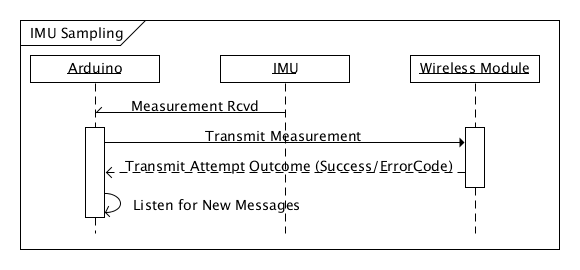 IMU Sampling
Arduino
IMU
Wireless Module
Measurement Rcvd
Transmit Measurement
Transmit Attempt Outcome (Success/ErrorCode)
Listen for New Messages